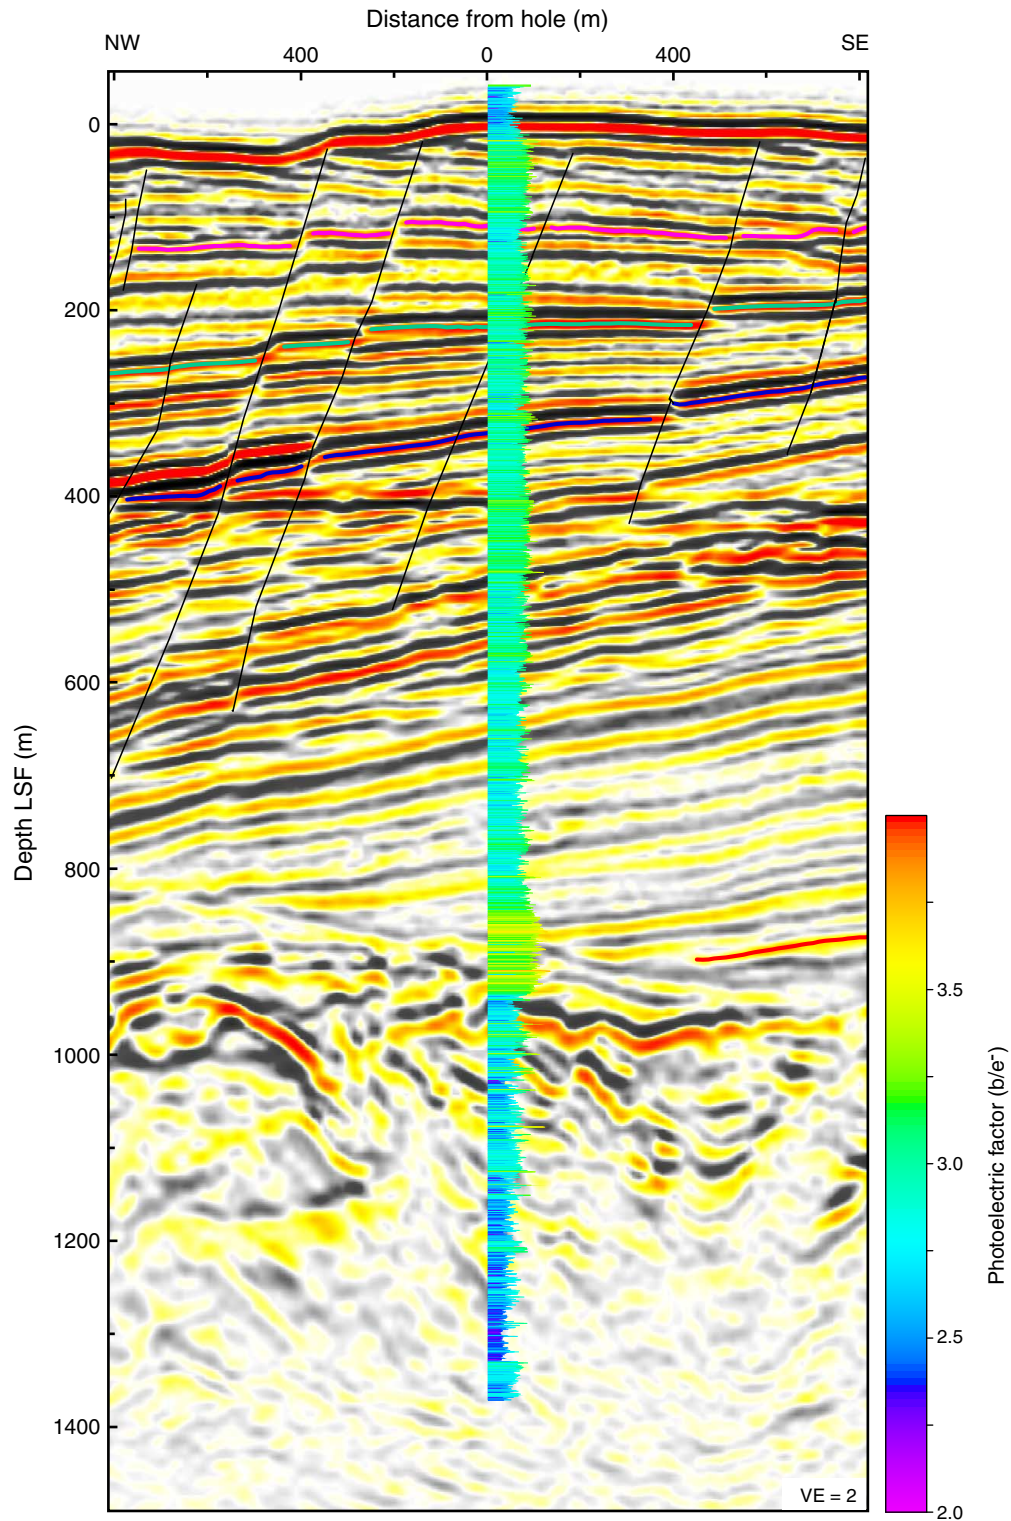 Distance from hole (m)
NW
SE
400
0
400
0
200
400
600
800
1000
1200
1400
Depth LSF (m)
3.5
3.0
2.5
2.0
Photoelectric factor (b/e-)
VE = 2